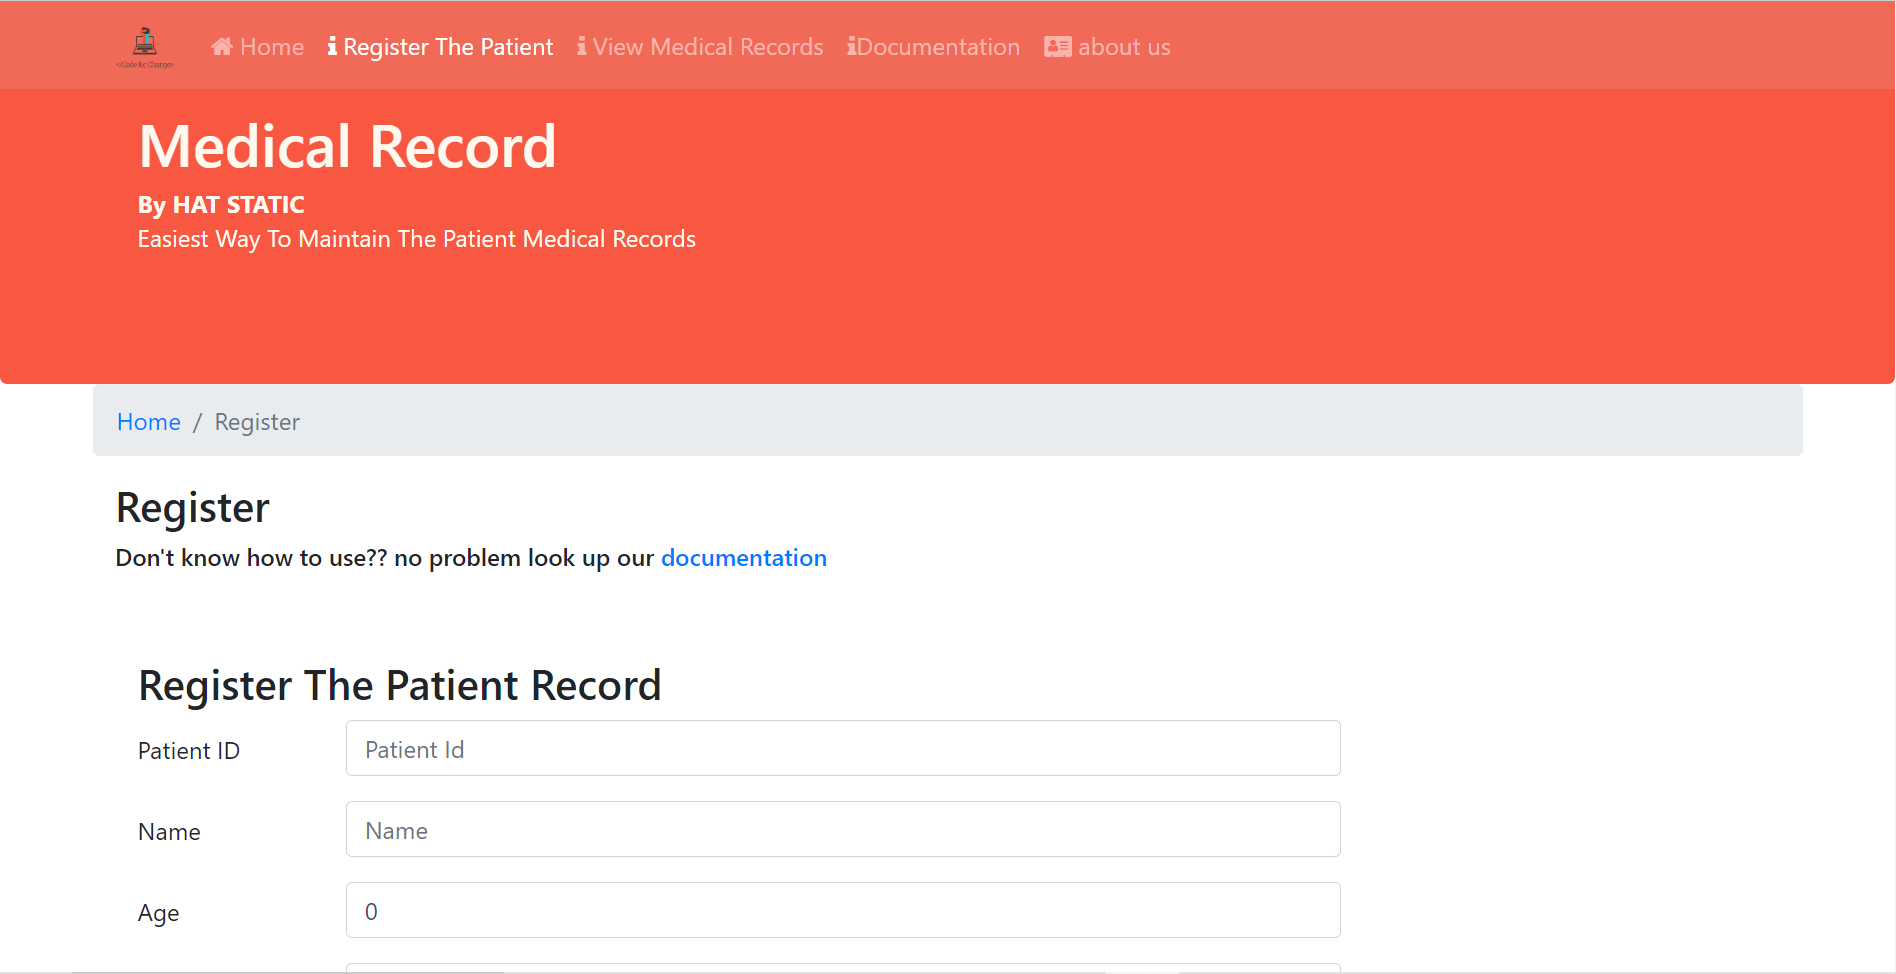 </Code for Change>
Home Register The Patient View Medical Records Documentation about us
Medical Record
By HAT STATIC
Easiest Way To Maintain The Patient Medical Records
Home / Register
Register
Don't know how to use?? no problem look up our documentation
Register The Patient Record
Patient ID Patient Id
Name Name
Age 0